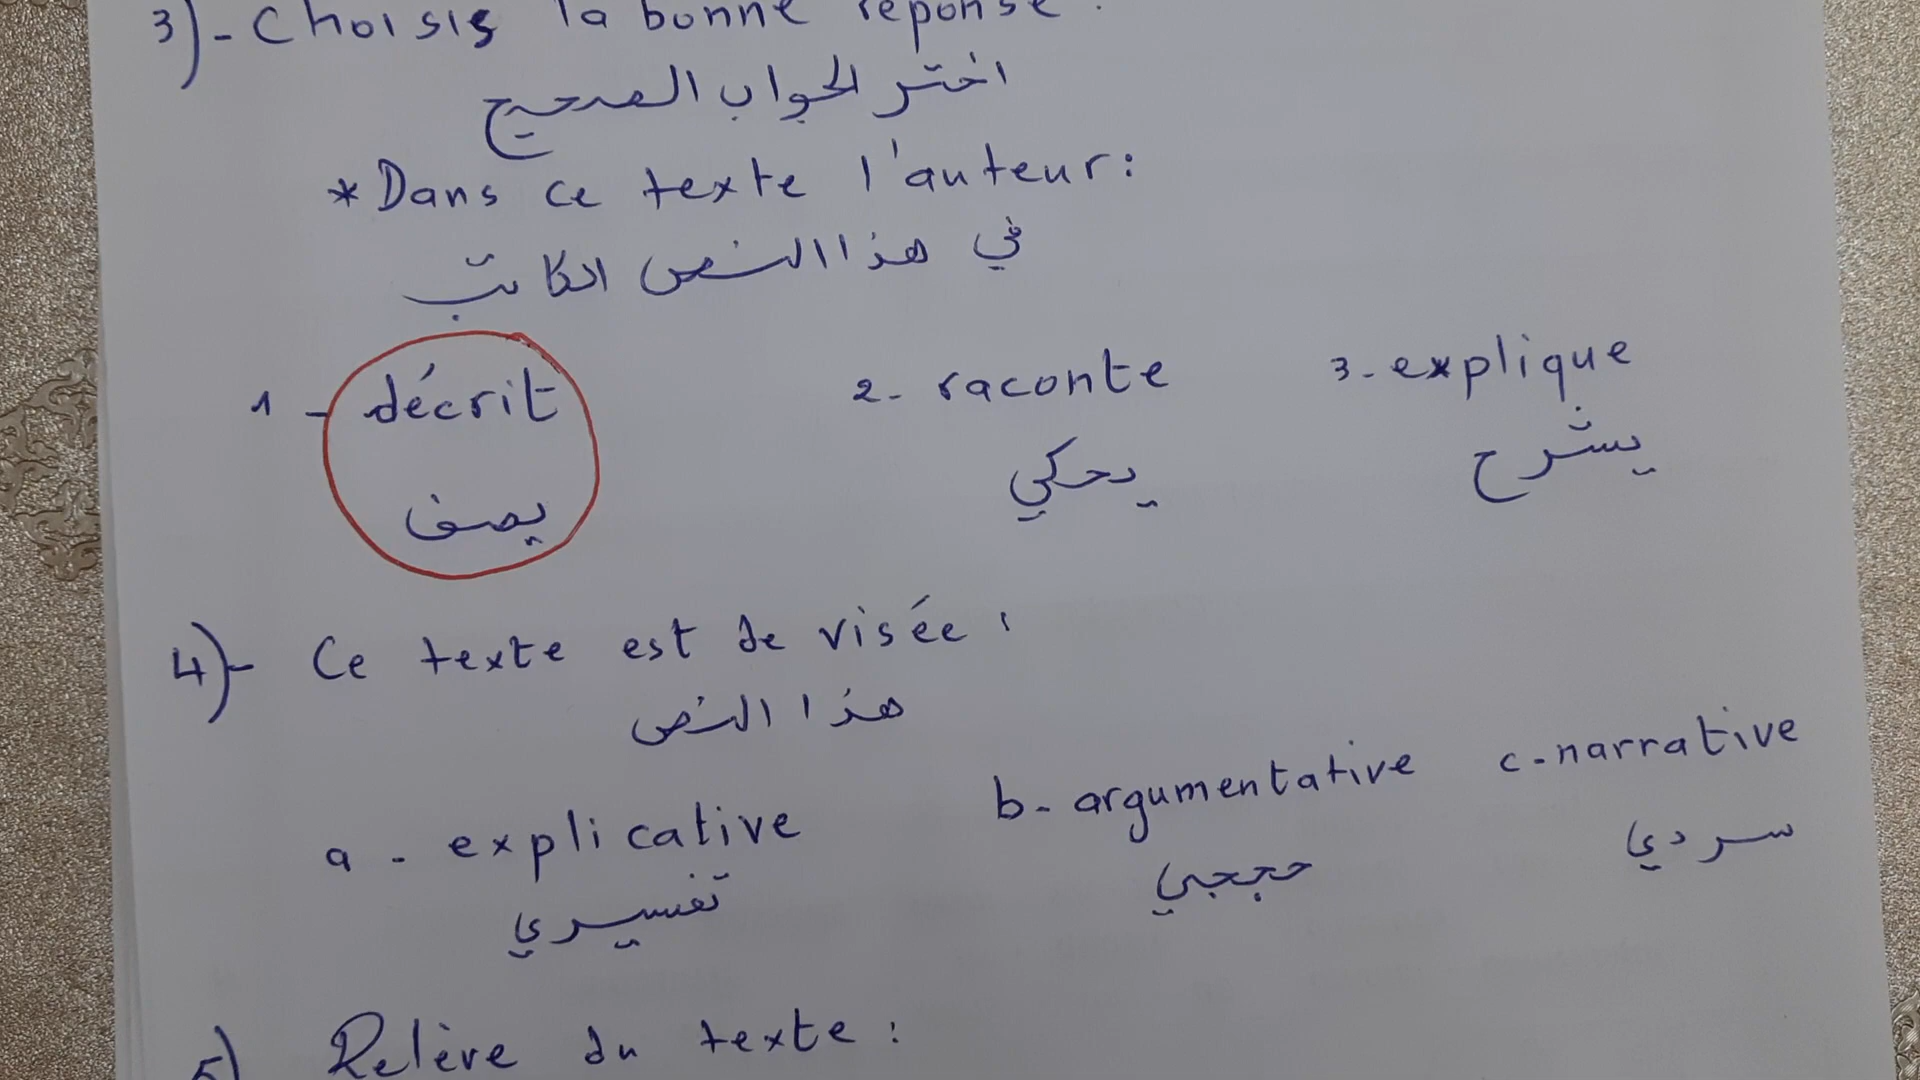 3)- Choisis la bonne réponse :
اختر الجواب الصحيح
*Dans ce texte l'auteur :
في هذا النص الكاتب
1 - décrit 2- raconte 3- explique
يصف يحكي يشرح
4)- Ce texte est de visée :
هذا النص
a - explicative b- argumentative c- narrative
تفسيري حججي سردي
5) Relève du texte :